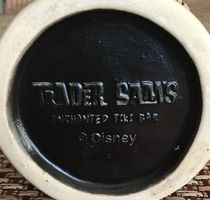 TRADER SAM'S
ENCHANTED TIKI BAR
© Disney